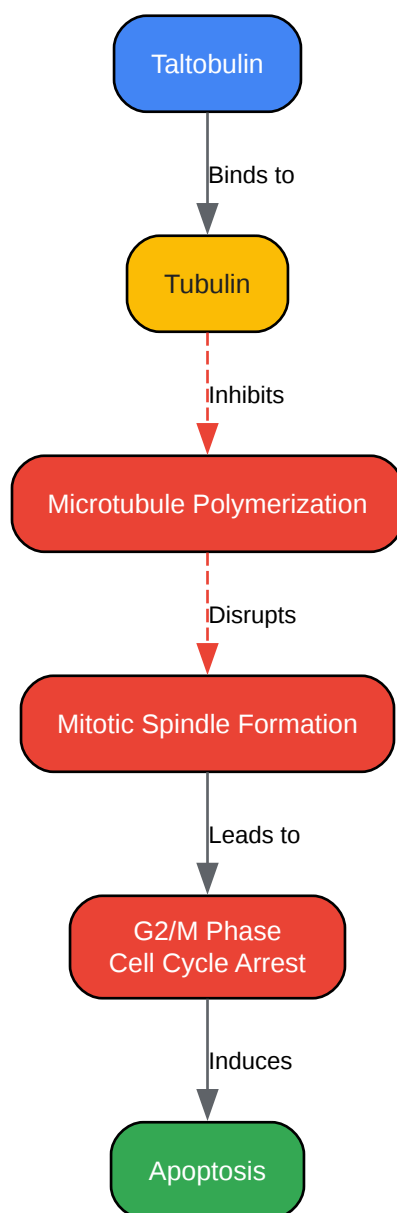 Taltobulin
Binds to
Tubulin
Inhibits
Microtubule Polymerization
Disrupts
Mitotic Spindle Formation
Leads to
G2/M Phase
Cell Cycle Arrest
Induces
Apoptosis